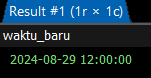 Result #1 (1r × 1c)
waktu_baru
2024-08-29 12:00:00